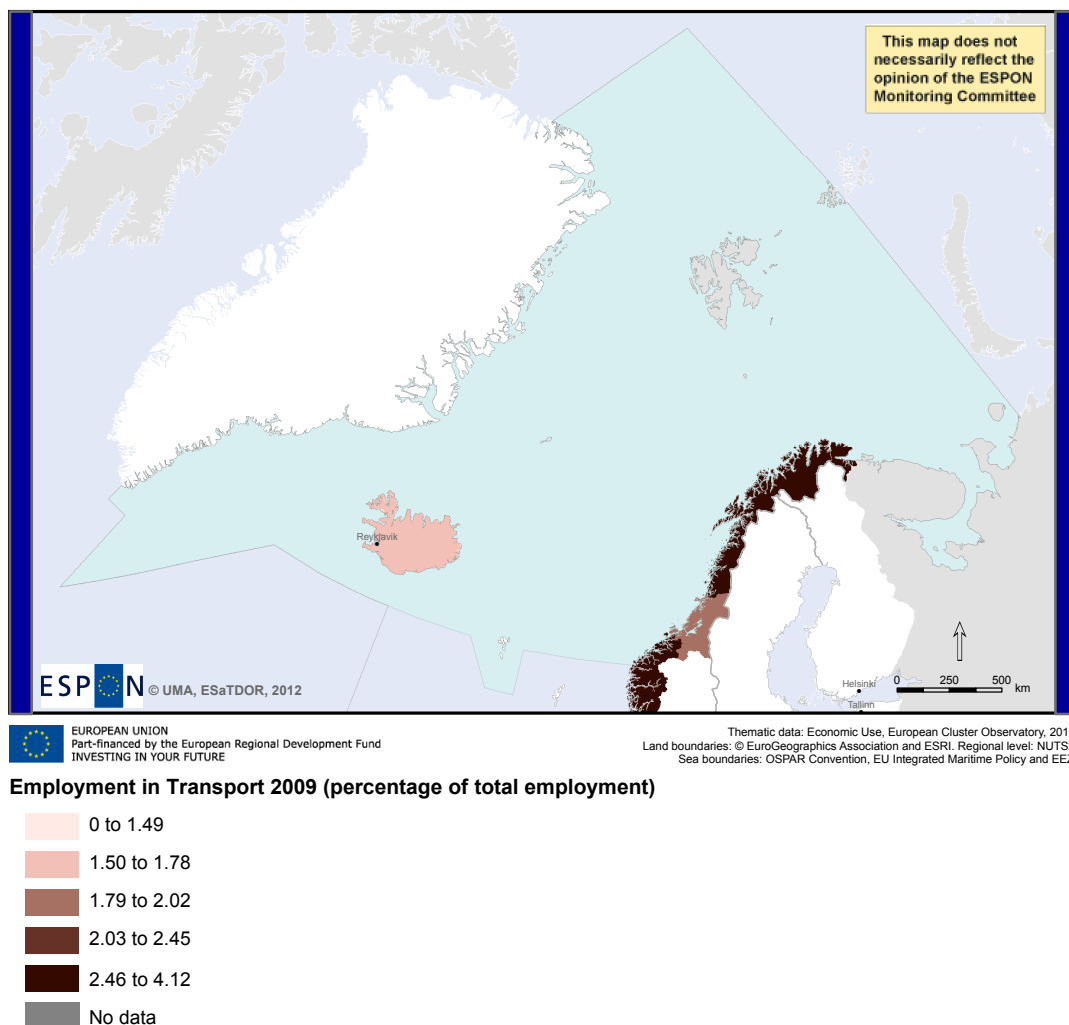 This map does not
necessarily reflect the
opinion of the ESPON
Monitoring Committee
Reykjavik
Helsinki
Tallinn
0 250 500
km
ESPON © UMA, ESaTDOR, 2012
EUROPEAN UNION
Part-financed by the European Regional Development Fund
INVESTING IN YOUR FUTURE
Thematic data: Economic Use, European Cluster Observatory, 201
Land boundaries: © EuroGeographics Association and ESRI. Regional level: NUTS
Sea boundaries: OSPAR Convention, EU Integrated Maritime Policy and EEZ
Employment in Transport 2009 (percentage of total employment)
0 to 1.49
1.50 to 1.78
1.79 to 2.02
2.03 to 2.45
2.46 to 4.12
No data